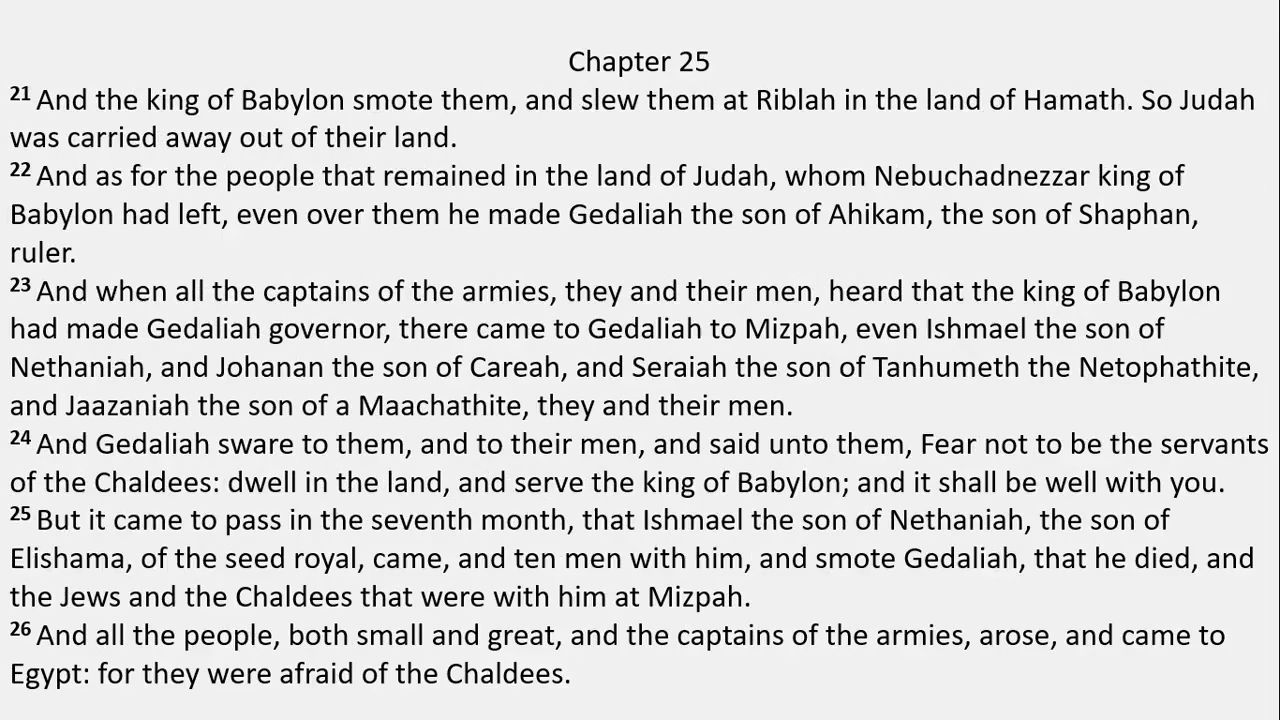 Chapter 25
21 And the king of Babylon smote them, and slew them at Riblah in the land of Hamath. So Judah
was carried away out of their land.
22 And as for the people that remained in the land of Judah, whom Nebuchadnezzar king of
Babylon had left, even over them he made Gedaliah the son of Ahikam, the son of Shaphan,
ruler.
23 And when all the captains of the armies, they and their men, heard that the king of Babylon
had made Gedaliah governor, there came to Gedaliah to Mizpah, even Ishmael the son of
Nethaniah, and Johanan the son of Careah, and Seraiah the son of Tanhumeth the Netophathite,
and Jaazaniah the son of a Maachathite, they and their men.
24 And Gedaliah sware to them, and to their men, and said unto them, Fear not to be the servants
of the Chaldees: dwell in the land, and serve the king of Babylon; and it shall be well with you.
25 But it came to pass in the seventh month, that Ishmael the son of Nethaniah, the son of
Elishama, of the seed royal, came, and ten men with him, and smote Gedaliah, that he died, and
the Jews and the Chaldees that were with him at Mizpah.
26 And all the people, both small and great, and the captains of the armies, arose, and came to
Egypt: for they were afraid of the Chaldees.